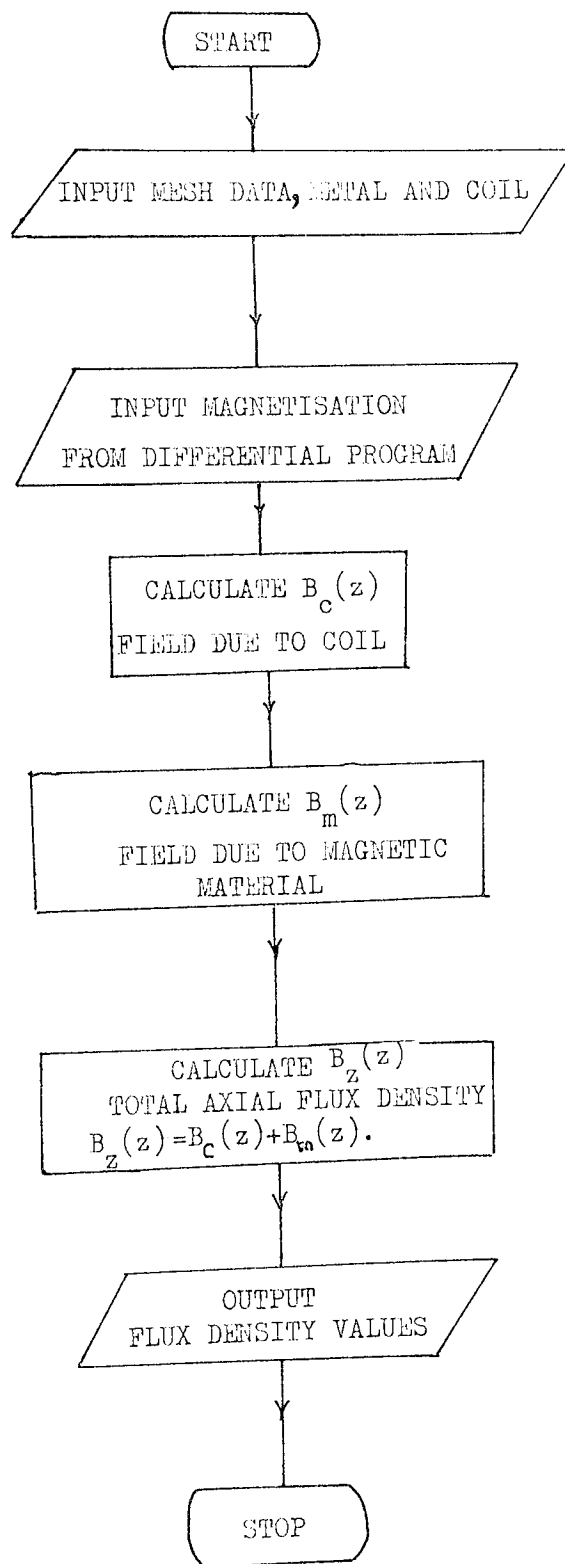 START
INPUT MESH DATA, METAL AND COIL
INPUT MAGNETISATION
FROM DIFFERENTIAL PROGRAM
CALCULATE B_c(z)
FIELD DUE TO COIL
CALCULATE B_m(z)
FIELD DUE TO MAGNETIC
MATERIAL
CALCULATE B_z(z)
TOTAL AXIAL FLUX DENSITY
B_z(z)=B_c(z)+B_m(z).
OUTPUT
FLUX DENSITY VALUES
STOP